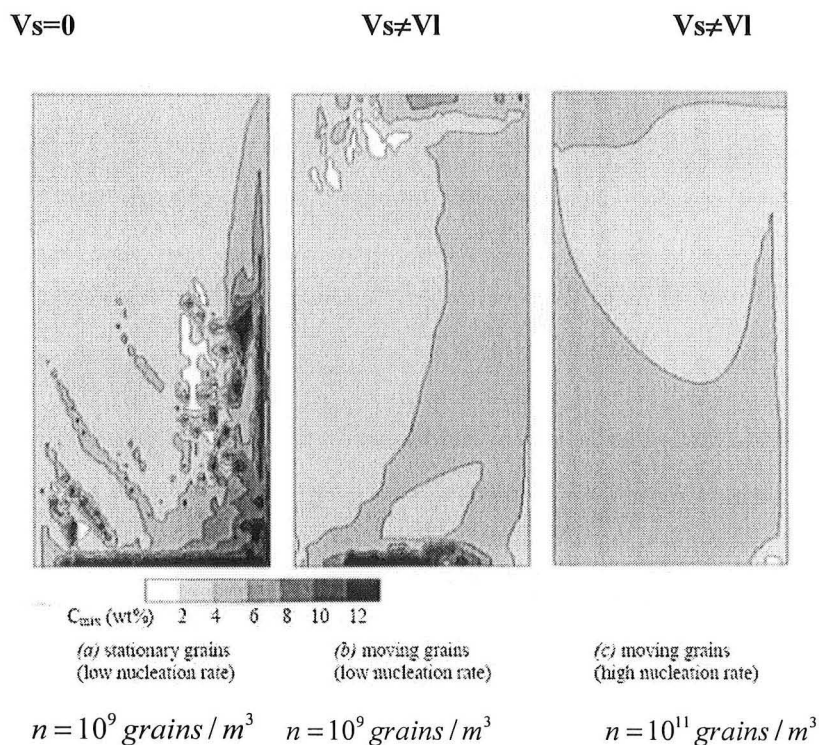 Vs=0 Vs≠Vl Vs≠Vl
C_mix (wt%) 2 4 6 8 10 12
(a) stationary grains (b) moving grains (c) moving grains
(low nucleation rate) (low nucleation rate) (high nucleation rate)
n = 10^9 grains / m^3 n = 10^9 grains / m^3 n = 10^11 grains / m^3